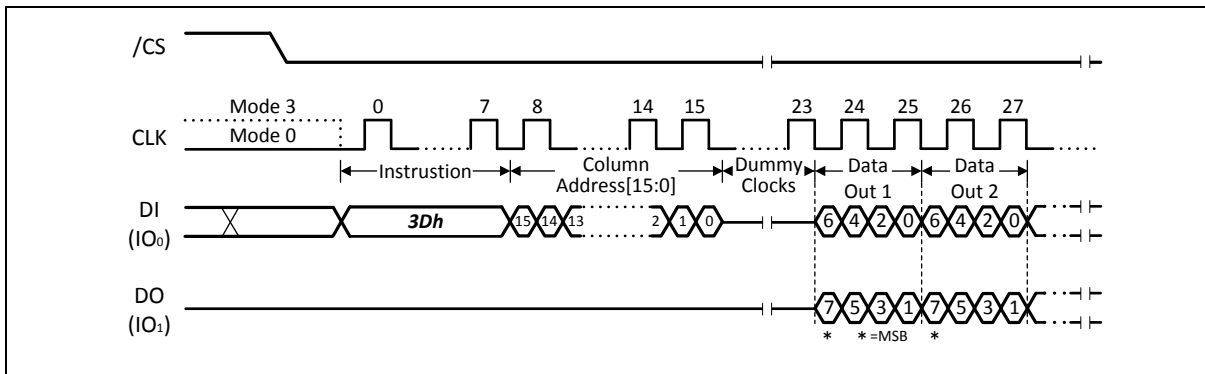 /CS
Mode 3 0 7 8 14 15 23 24 25 26 27
CLK Mode 0
Instrustion Column Dummy Data Data
Address[15:0] Clocks Out 1 Out 2
DI
(IO0) 3Dh 15 14 13 2 1 0 6 4 2 0 6 4 2 0
DO
(IO1) 7 5 3 1 7 5 3 1
* * =MSB *